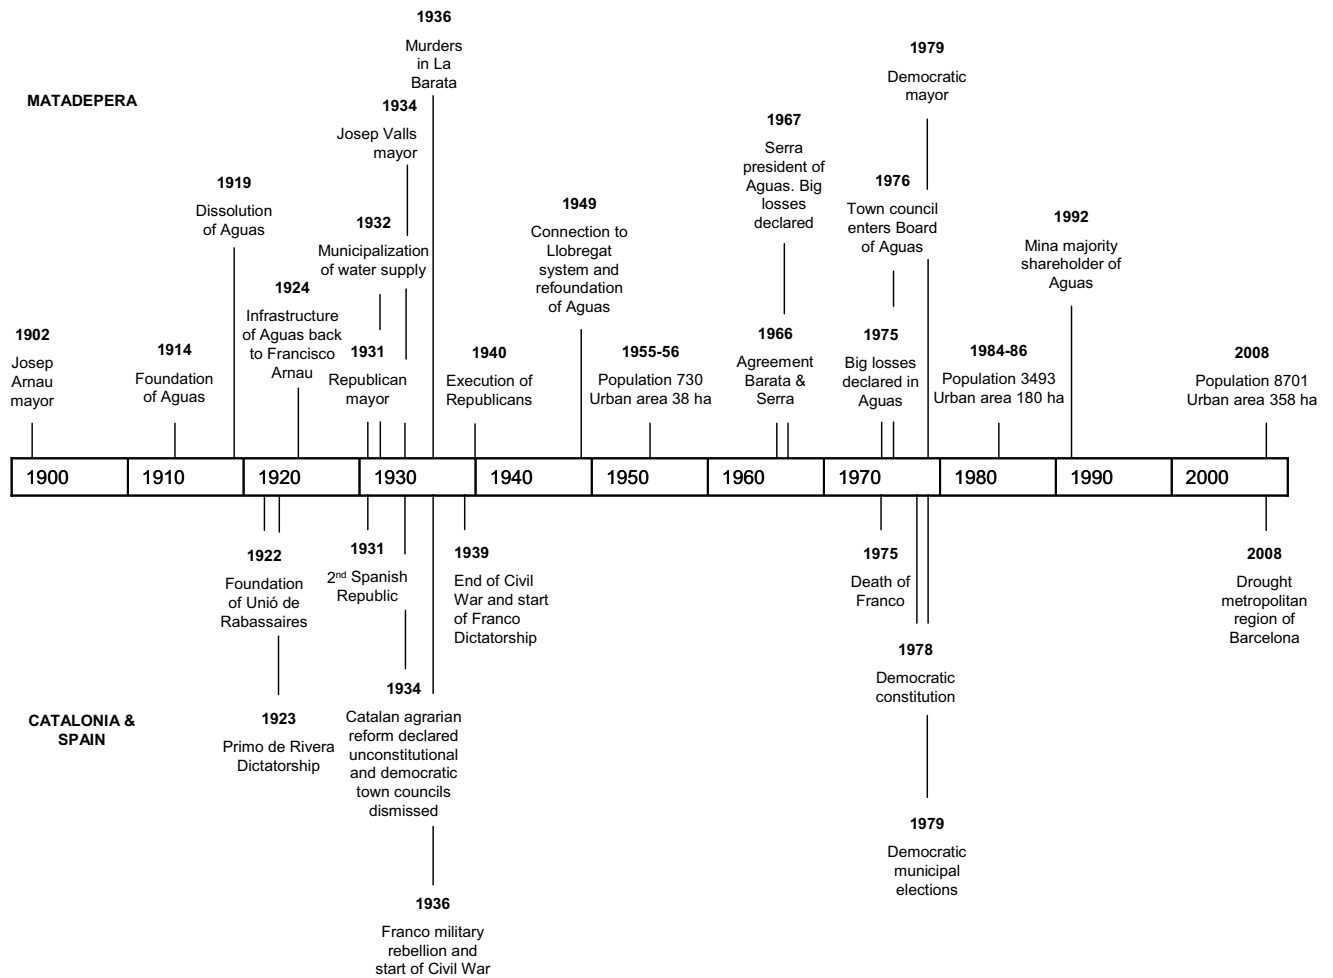 1936
Murders
in La
Barata
1979
Democratic
mayor
MATADEPERA
1934
Josep Valls
mayor
1967
Serra
president of
Aguas. Big
losses
declared
1919
Dissolution
of Aguas
1976
Town council
enters Board
of Aguas
1949
Connection to
Llobregat
system and
refoundation
of Aguas
1932
Municipalization
of water supply
1992
Mina majority
shareholder of
Aguas
1924
Infrastructure
of Aguas back
to Francisco
Arnau
1902
Josep
Arnau
mayor
1914
Foundation
of Aguas
1931
Republican
mayor
1940
Execution of
Republicans
1955-56
Population 730
Urban area 38 ha
1966
Agreement
Barata &
Serra
1975
Big losses
declared in
Aguas
1984-86
Population 3493
Urban area 180 ha
2008
Population 8701
Urban area 358 ha
1900 1910 1920 1930 1940 1950 1960 1970 1980 1990 2000
1922
Foundation
of Unió de
Rabassaires
1931
2nd Spanish
Republic
1939
End of Civil
War and start
of Franco
Dictatorship
1975
Death of
Franco
2008
Drought
metropolitan
region of
Barcelona
1978
Democratic
constitution
CATALONIA &
SPAIN
1923
Primo de Rivera
Dictatorship
1934
Catalan agrarian
reform declared
unconstitutional
and democratic
town councils
dismissed
1979
Democratic
municipal
elections
1936
Franco military
rebellion and
start of Civil War